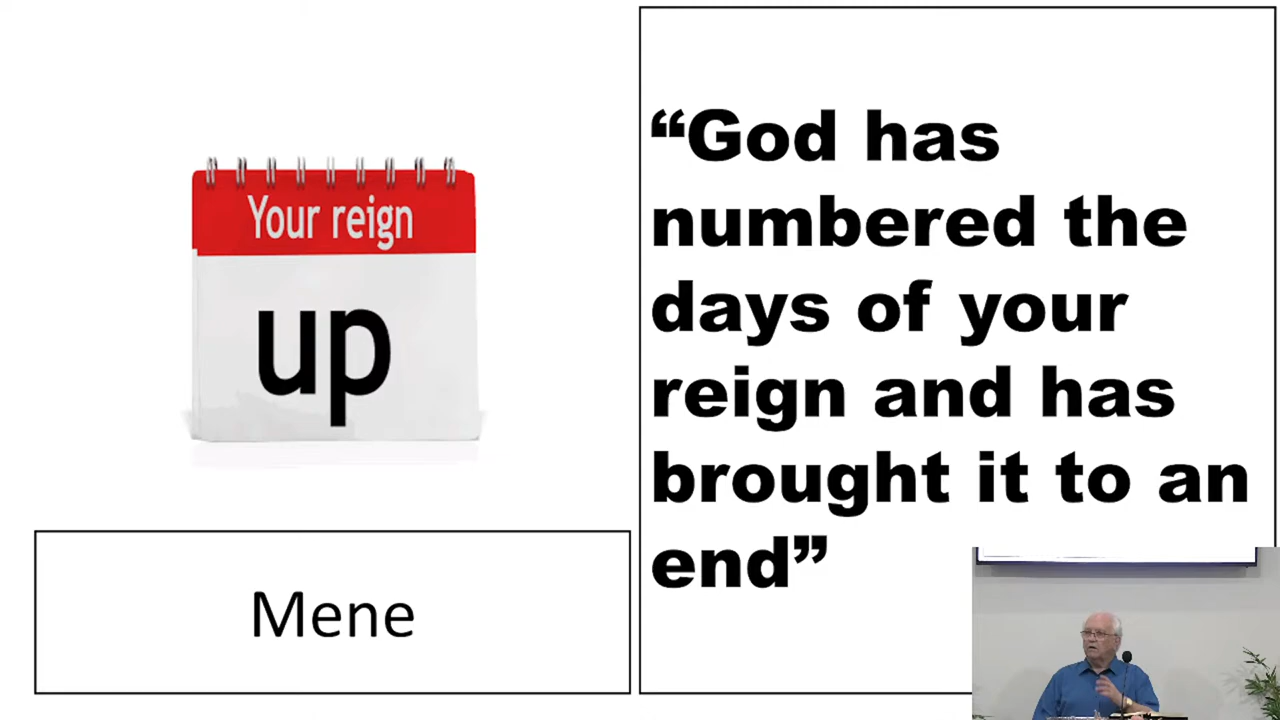 Your reign
up
Mene
“God has
numbered the
days of your
reign and has
brought it to an
end”